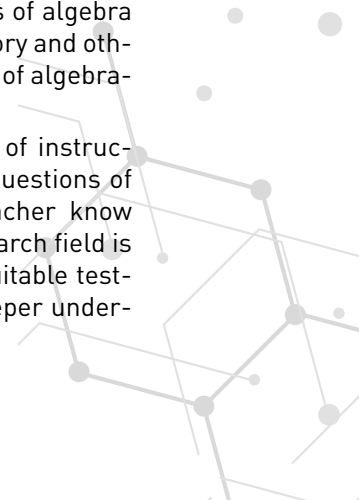 s of algebra
ory and oth-
of algebra-
of instruc-
uestions of
acher know
arch field is
itable test-
eper under-